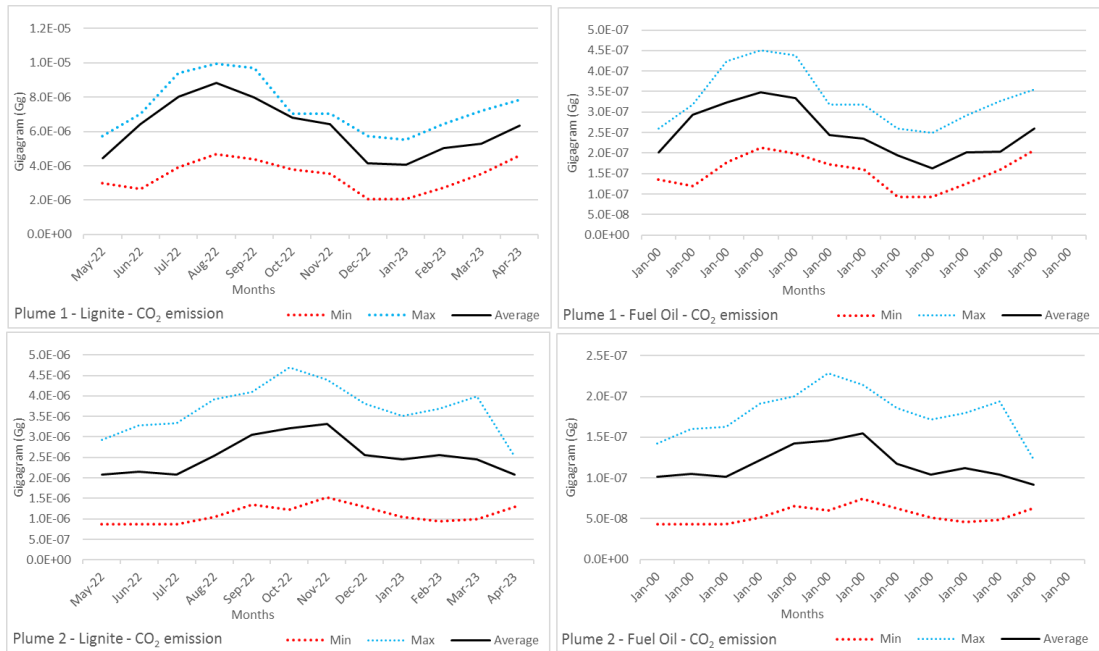 1.2E-05
1.0E-05
8.0E-06
6.0E-06
4.0E-06
2.0E-06
0.0E+00
Gigagram (Gg)
May-22 Jun-22 Jul-22 Aug-22 Sep-22 Oct-22 Nov-22 Dec-22 Jan-23 Feb-23 Mar-23 Apr-23
Months
Plume 1 - Lignite - CO₂ emission Min Max Average
5.0E-07
4.5E-07
4.0E-07
3.5E-07
3.0E-07
2.5E-07
2.0E-07
1.5E-07
1.0E-07
5.0E-08
0.0E+00
Gigagram (Gg)
Jan-00 Jan-00 Jan-00 Jan-00 Jan-00 Jan-00 Jan-00 Jan-00 Jan-00 Jan-00 Jan-00 Jan-00 Jan-00
Months
Plume 1 - Fuel Oil - CO₂ emission Min Max Average
5.0E-06
4.5E-06
4.0E-06
3.5E-06
3.0E-06
2.5E-06
2.0E-06
1.5E-06
1.0E-06
5.0E-07
0.0E+00
Gigagram (Gg)
May-22 Jun-22 Jul-22 Aug-22 Sep-22 Oct-22 Nov-22 Dec-22 Jan-23 Feb-23 Mar-23 Apr-23
Months
Plume 2 - Lignite - CO₂ emission Min Max Average
2.5E-07
2.0E-07
1.5E-07
1.0E-07
5.0E-08
0.0E+00
Gigagram (Gg)
Jan-00 Jan-00 Jan-00 Jan-00 Jan-00 Jan-00 Jan-00 Jan-00 Jan-00 Jan-00 Jan-00 Jan-00 Jan-00
Months
Plume 2 - Fuel Oil - CO₂ emission Min Max Average